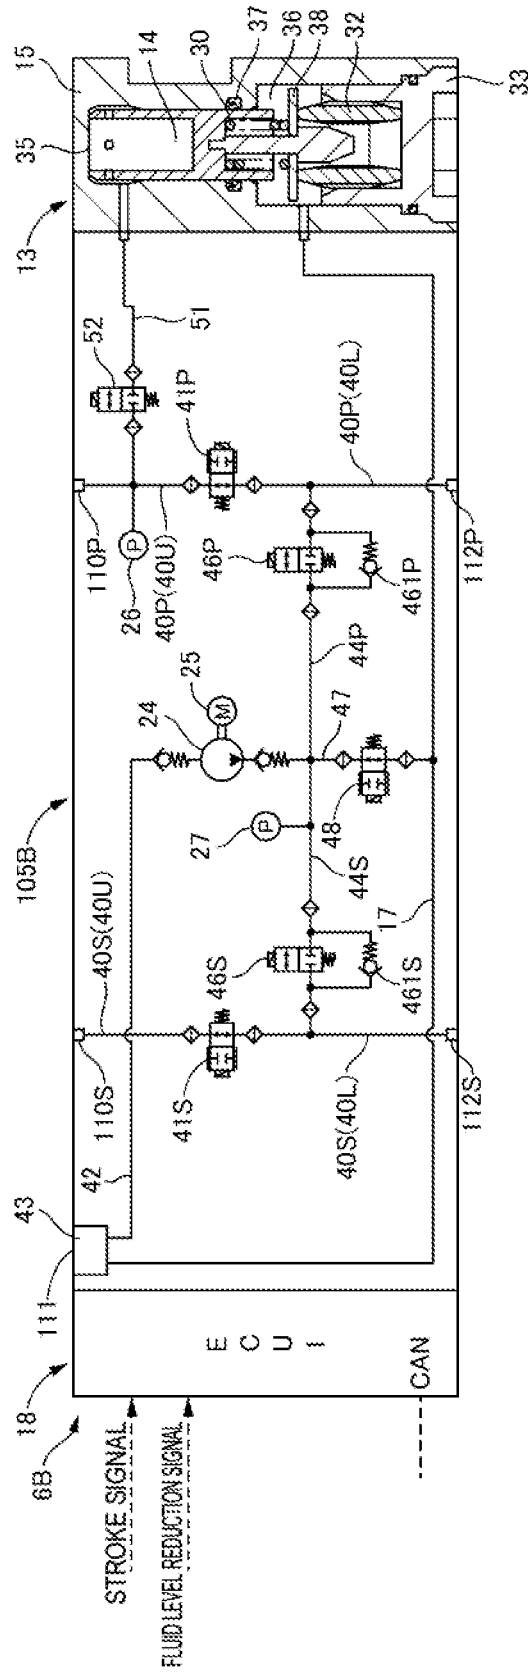 6B
18
111
43
42
110S
40S(40U)
105B
24
25
26
110P
40P(40U)
52
51
13
15
35
14
30
37
36
38
32
33
STROKE SIGNAL
FLUID LEVEL REDUCTION SIGNAL
ECU1
CAN
41S
46S
27
P
M
P
46P
41P
40S(40L)
461S
44S
48
47
44P
461P
40P(40L)
112S
17
112P